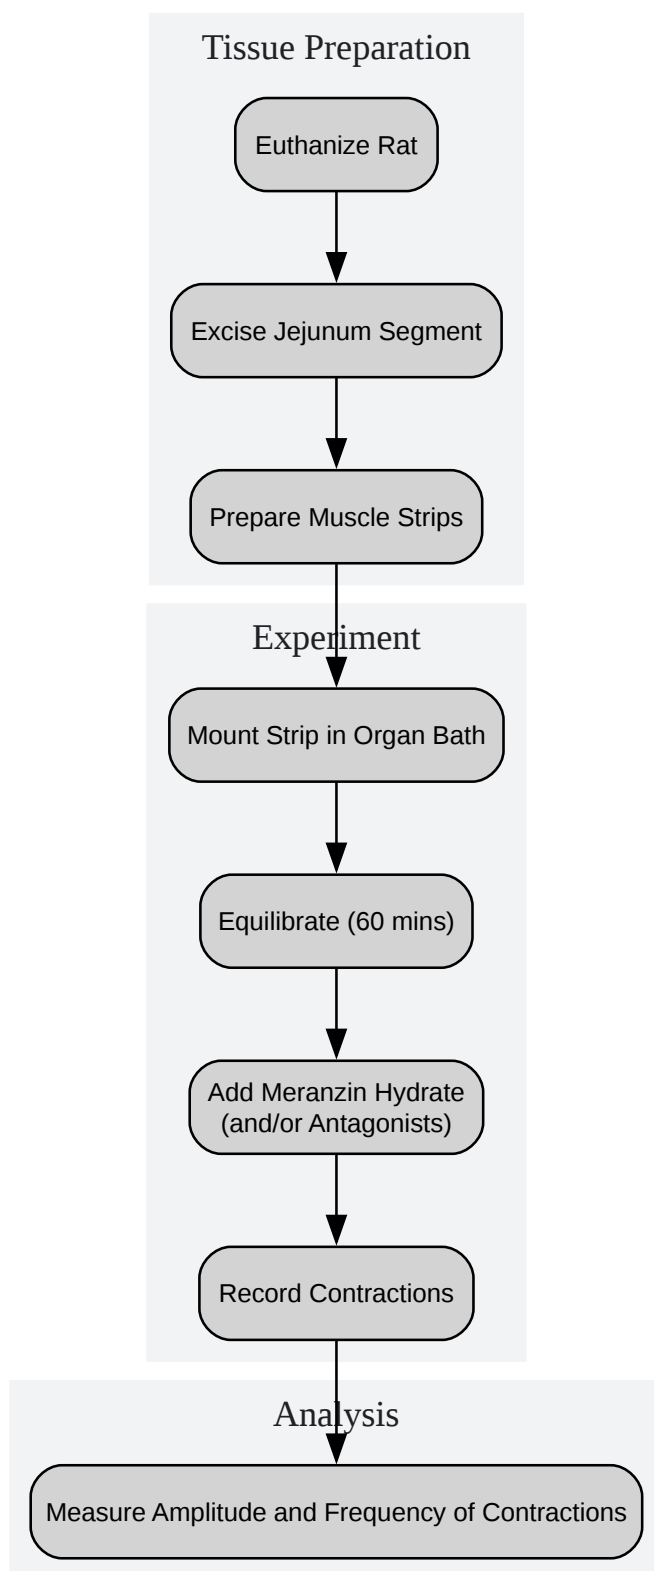 Tissue Preparation
Euthanize Rat
Excise Jejunum Segment
Prepare Muscle Strips
Experiment
Mount Strip in Organ Bath
Equilibrate (60 mins)
Add Meranzin Hydrate
(and/or Antagonists)
Record Contractions
Analysis
Measure Amplitude and Frequency of Contractions